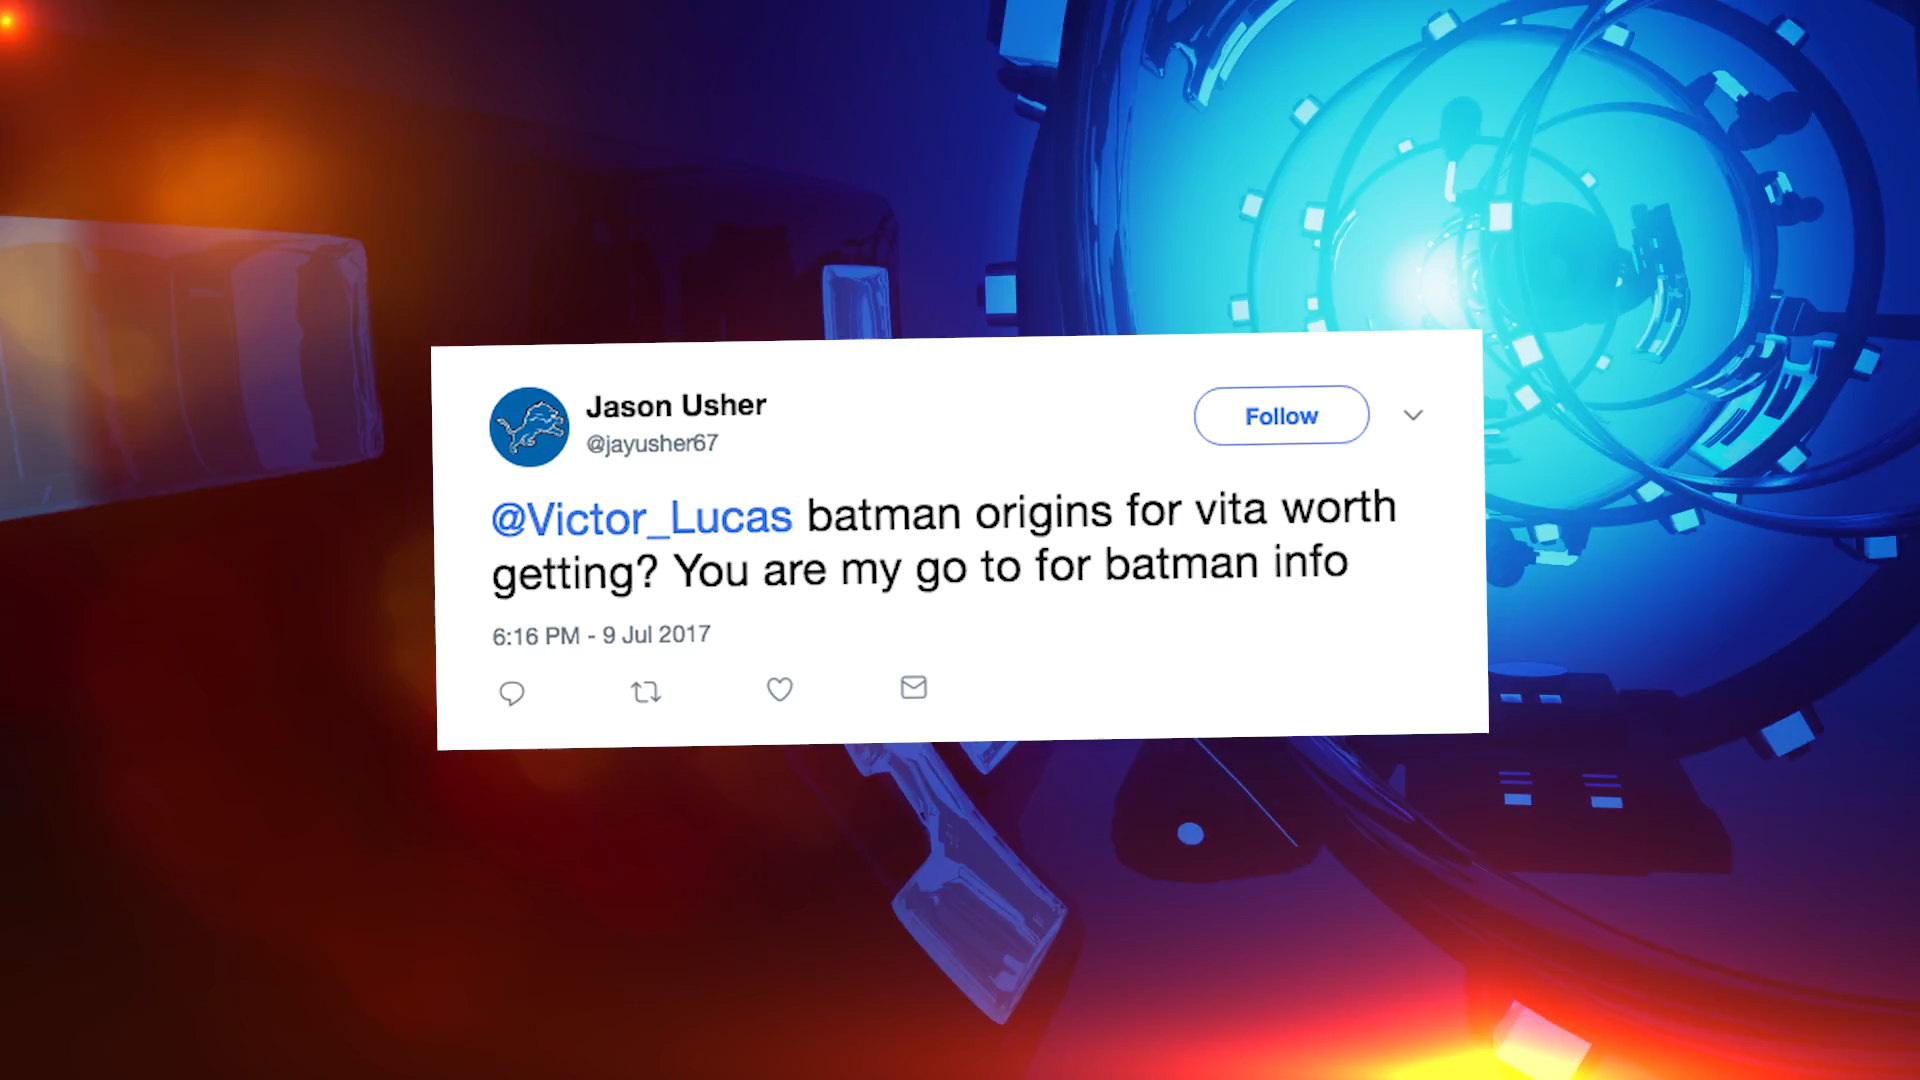 Jason Usher
@jayusher67
Follow
@Victor_Lucas batman origins for vita worth
getting? You are my go to for batman info
6:16 PM - 9 Jul 2017